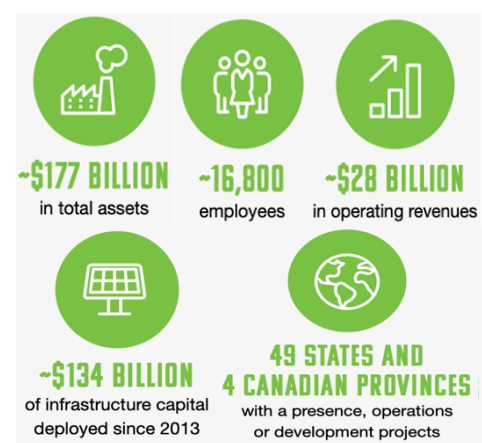 ~$177 BILLION
in total assets
~16,800
employees
~$28 BILLION
in operating revenues
~$134 BILLION
of infrastructure capital
deployed since 2013
49 STATES AND
4 CANADIAN PROVINCES
with a presence, operations
or development projects